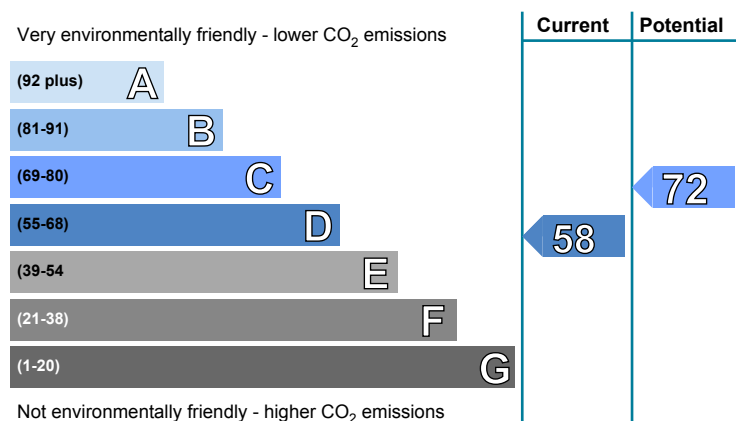 Current Potential
Very environmentally friendly - lower CO₂ emissions
(92 plus) A
(81-91) B
(69-80) C
72
(55-68) D
58
(39-54 E
(21-38) F
(1-20) G
Not environmentally friendly - higher CO₂ emissions